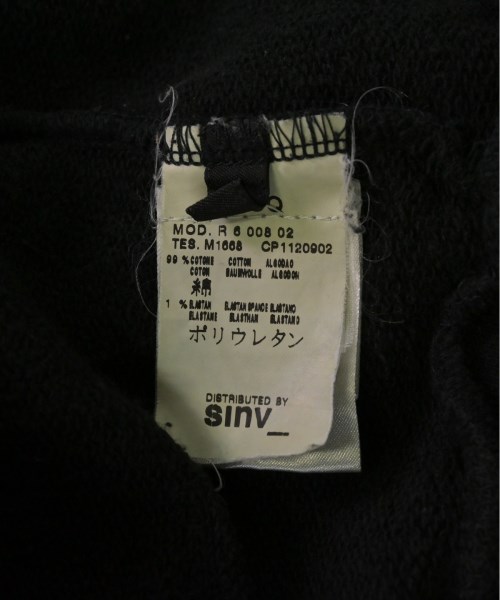 Q
MOD. R 6 008 02
TES. M1668 CP1120902
99 % COTONE COTTON ALGODAO
COTON BAUMWOLLE ALGODON
綿
1 % ELASTAN ELASTAN SPANDEX ELASTANO
ELASTANE ELASTHAN ELASTANO
ポリウレタン
DISTRIBUTED BY
sinv_